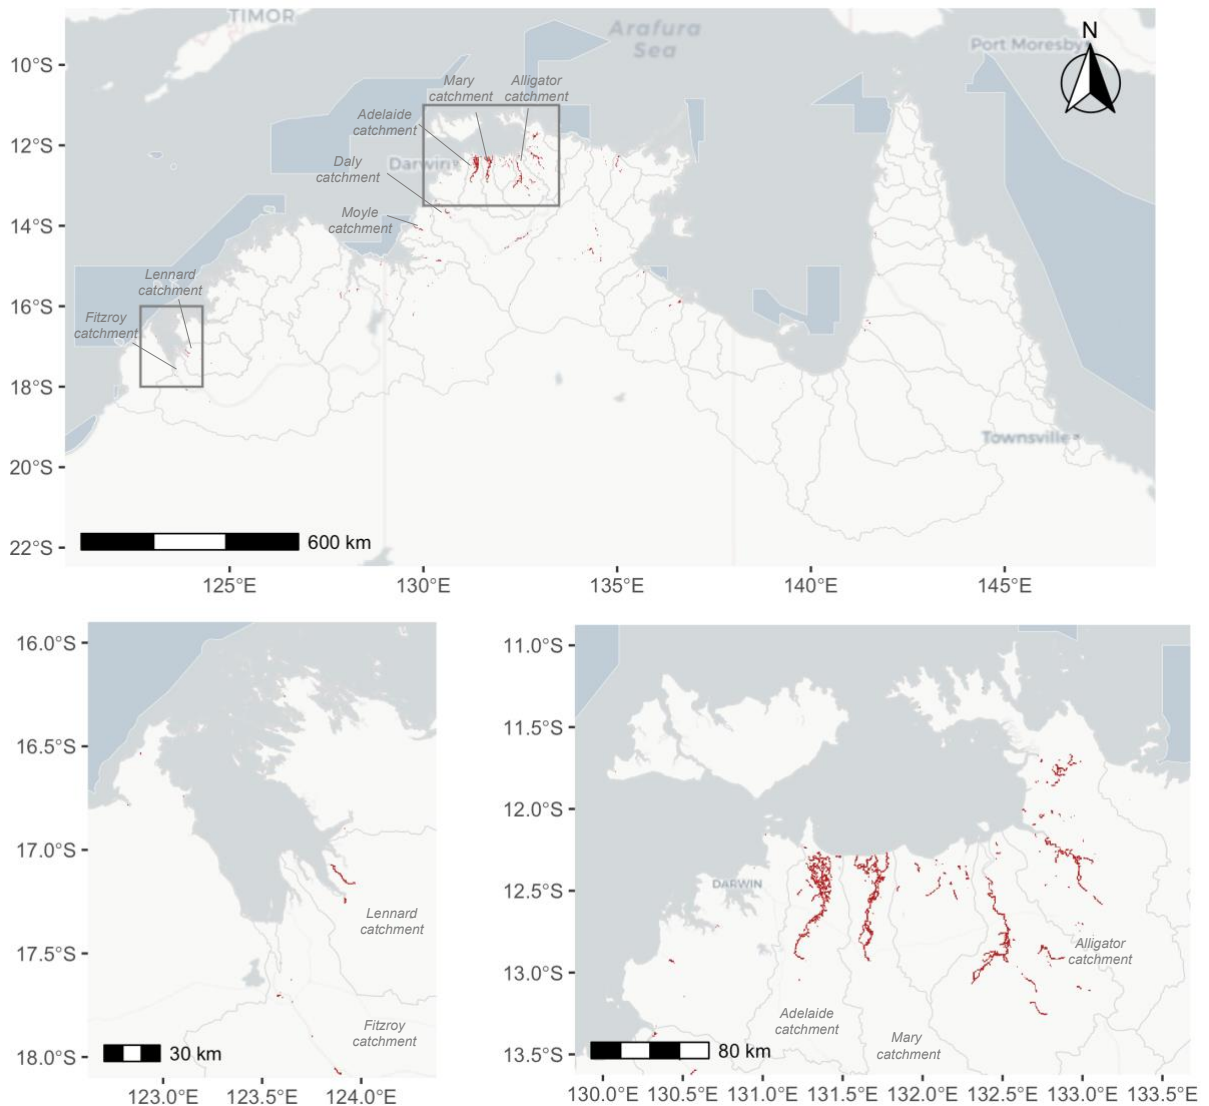 TIMOR
Arafura
Sea
Port Moresby
N
10°S
12°S
14°S
16°S
18°S
20°S
22°S
Mary
catchment
Alligator
catchment
Adelaide
catchment
Darwin
Daly
catchment
Moyle
catchment
Lennard
catchment
Fitzroy
catchment
Townsville
600 km
125°E
130°E
135°E
140°E
145°E
16.0°S
16.5°S
17.0°S
17.5°S
18.0°S
Lennard
catchment
Fitzroy
catchment
30 km
123.0°E
123.5°E
124.0°E
11.0°S
11.5°S
12.0°S
12.5°S
13.0°S
13.5°S
DARWIN
Alligator
catchment
Adelaide
catchment
Mary
catchment
80 km
130.0°E
130.5°E
131.0°E
131.5°E
132.0°E
132.5°E
133.0°E
133.5°E